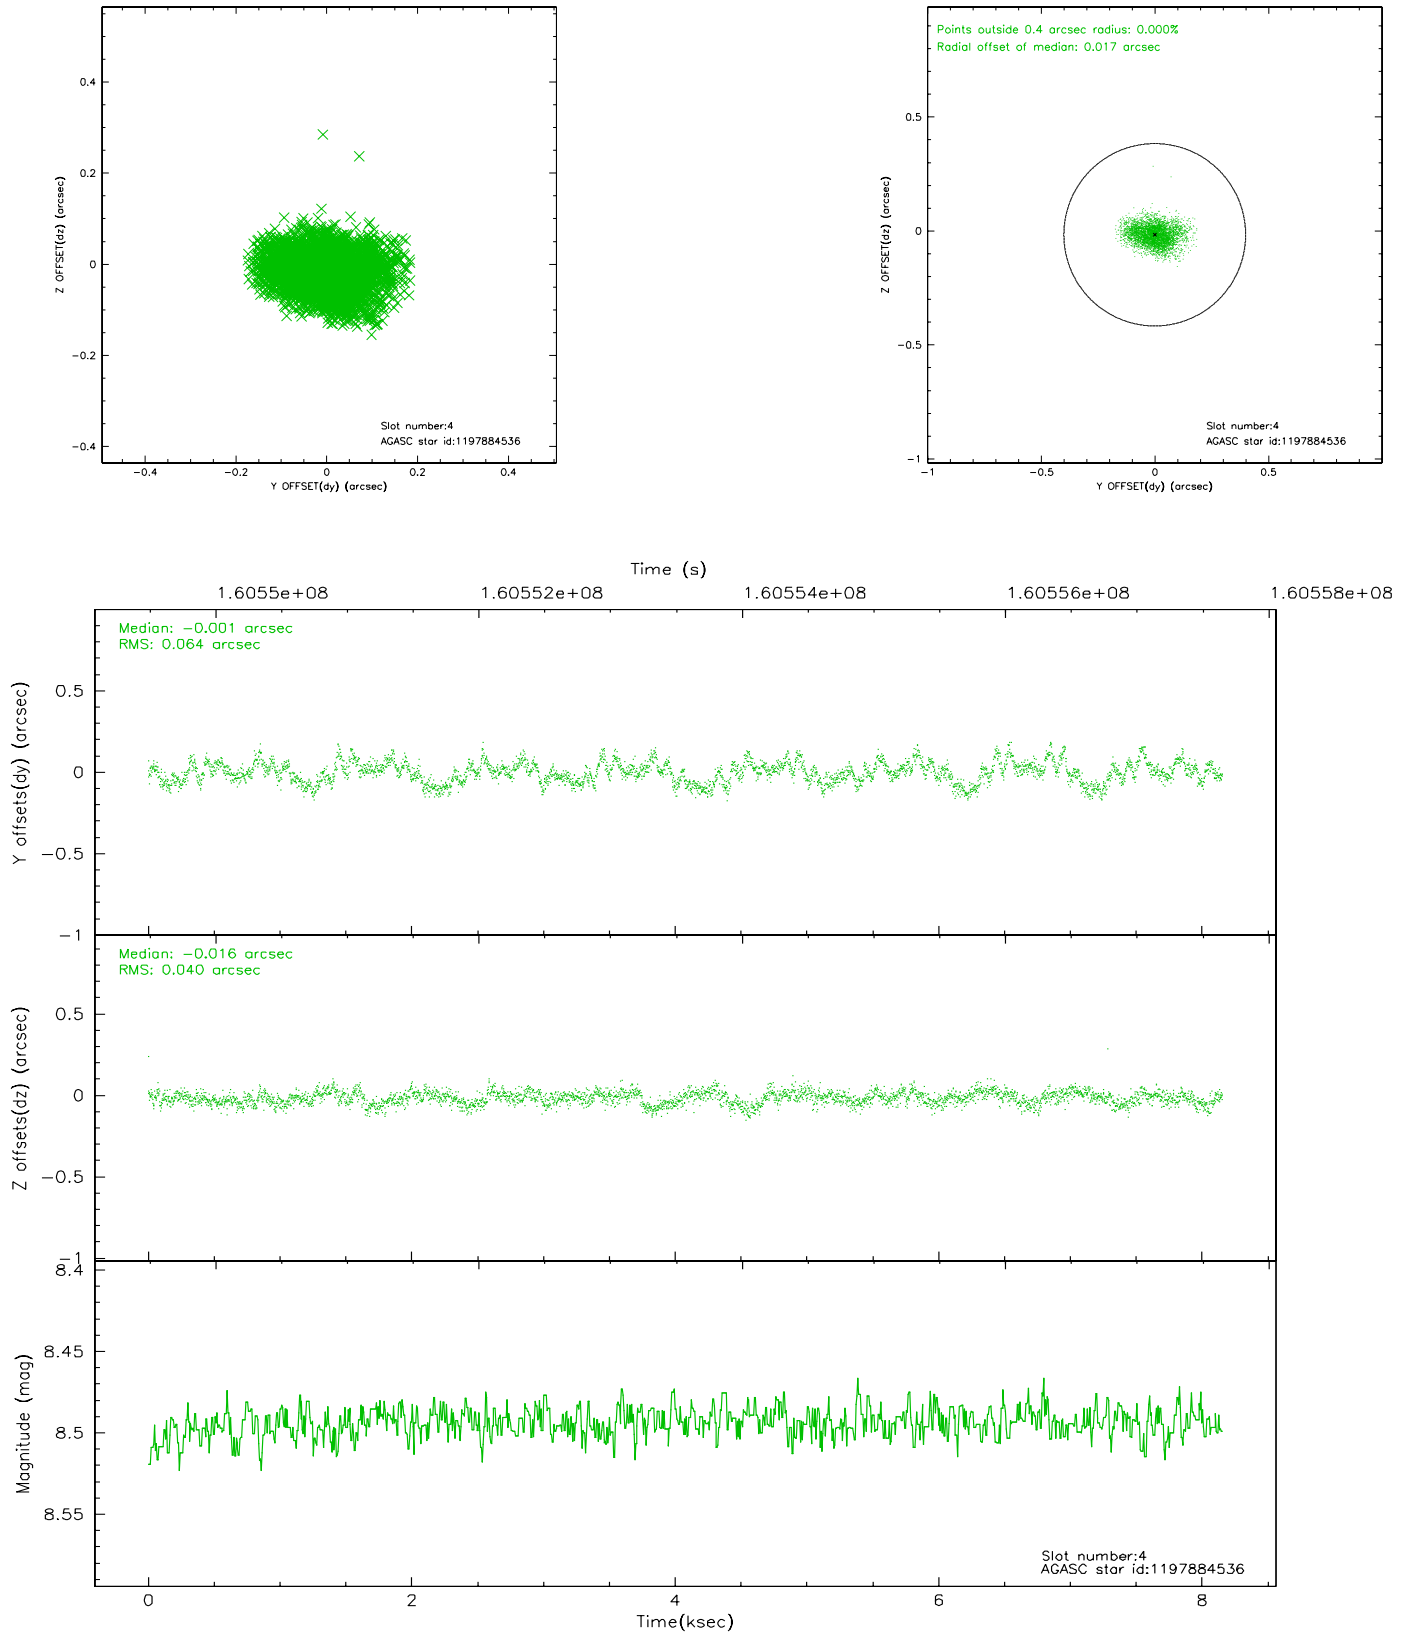 0.4
0.2
0
−0.2
−0.4
Z OFFSET(dz) (arcsec)
Slot number:4
AGASC star id:1197884536
−0.4 −0.2 0 0.2 0.4
Y OFFSET(dy) (arcsec)
Points outside 0.4 arcsec radius: 0.000%
Radial offset of median: 0.017 arcsec
0.5
0
−0.5
−1
Z OFFSET(dz) (arcsec)
Slot number:4
AGASC star id:1197884536
−1 −0.5 0 0.5
Y OFFSET(dy) (arcsec)
Time (s)
1.6055e+08 1.60552e+08 1.60554e+08 1.60556e+08 1.60558e+08
Median: −0.001 arcsec
RMS: 0.064 arcsec
0.5
0
−0.5
−1
Y offsets(dy) (arcsec)
Median: −0.016 arcsec
RMS: 0.040 arcsec
0.5
0
−0.5
−1
Z offsets(dz) (arcsec)
8.4
8.45
8.5
8.55
Magnitude (mag)
Slot number:4
AGASC star id:1197884536
0 2 4 6 8
Time(ksec)